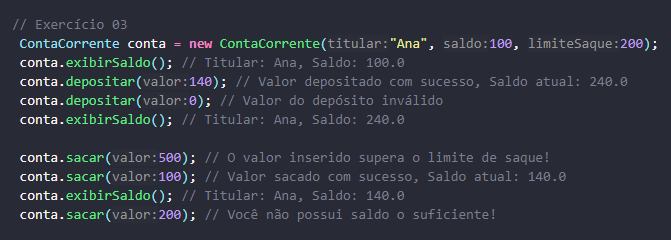 // Exercício 03
ContaCorrente conta = new ContaCorrente(titular:"Ana", saldo:100, limiteSaque:200);
conta.exibirSaldo(); // Titular: Ana, Saldo: 100.0
conta.depositar(valor:140); // Valor depositado com sucesso, Saldo atual: 240.0
conta.depositar(valor:0); // Valor do depósito inválido
conta.exibirSaldo(); // Titular: Ana, Saldo: 240.0
conta.sacar(valor:500); // O valor inserido supera o limite de saque!
conta.sacar(valor:100); // Valor sacado com sucesso, Saldo atual: 140.0
conta.exibirSaldo(); // Titular: Ana, Saldo: 140.0
conta.sacar(valor:200); // Você não possui saldo o suficiente!